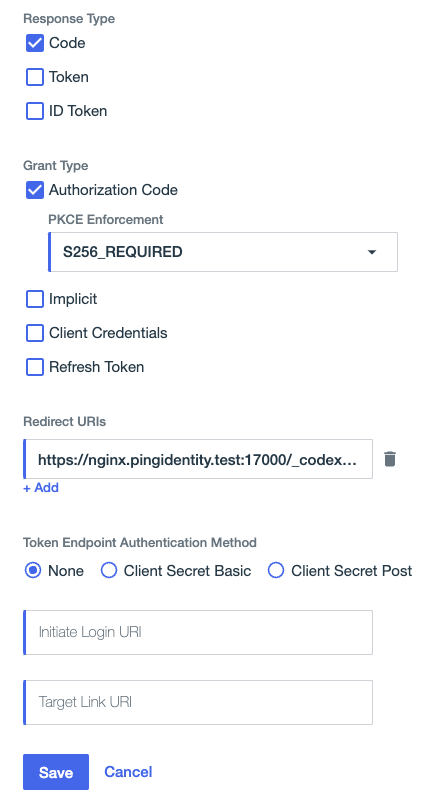 Response Type
Code
Token
ID Token
Grant Type
Authorization Code
PKCE Enforcement
S256_REQUIRED
Implicit
Client Credentials
Refresh Token
Redirect URIs
https://nginx.pingidentity.test:17000/_codex...
+ Add
Token Endpoint Authentication Method
None Client Secret Basic Client Secret Post
Initiate Login URI
Target Link URI
Save Cancel